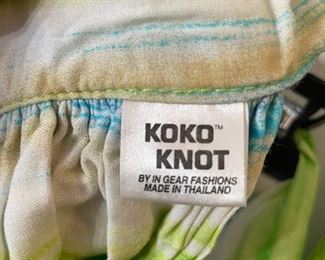 KOKO™
KNOT
BY IN GEAR FASHIONS
MADE IN THAILAND